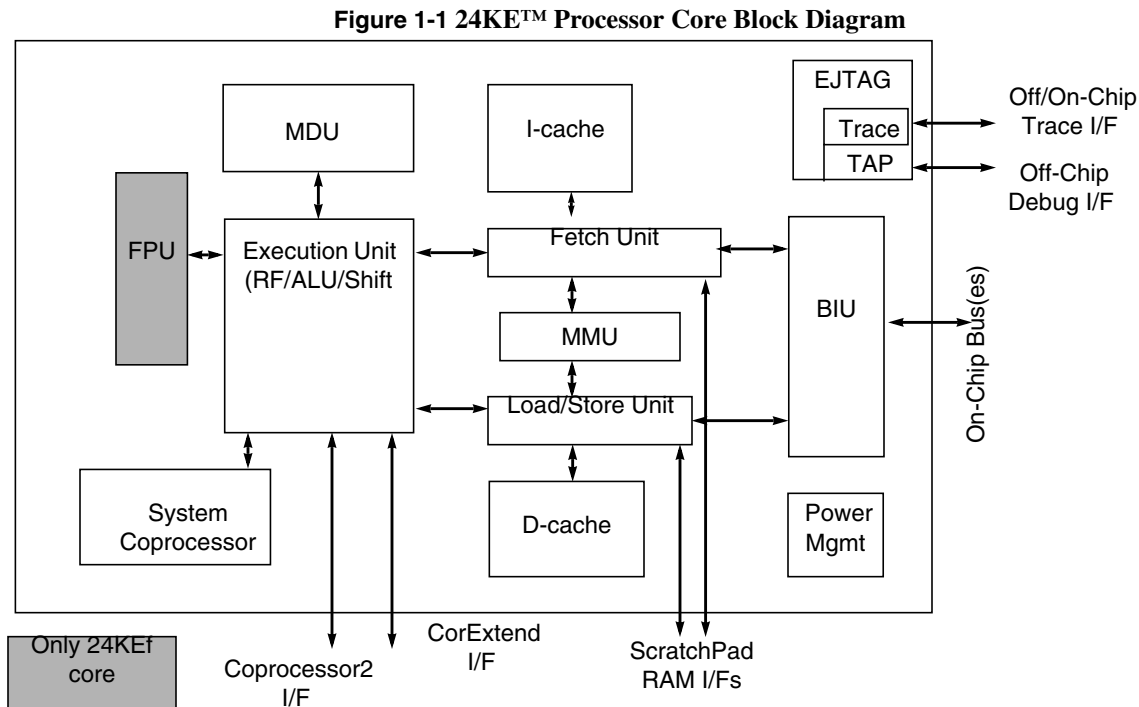 Figure 1-1 24KE™ Processor Core Block Diagram
EJTAG
Trace
TAP
Off/On-Chip
Trace I/F
Off-Chip
Debug I/F
MDU
I-cache
FPU
Execution Unit
(RF/ALU/Shift
Fetch Unit
MMU
Load/Store Unit
BIU
On-Chip Bus(es)
System
Coprocessor
D-cache
Power
Mgmt
Only 24KEf
core
Coprocessor2
I/F
CorExtend
I/F
ScratchPad
RAM I/Fs